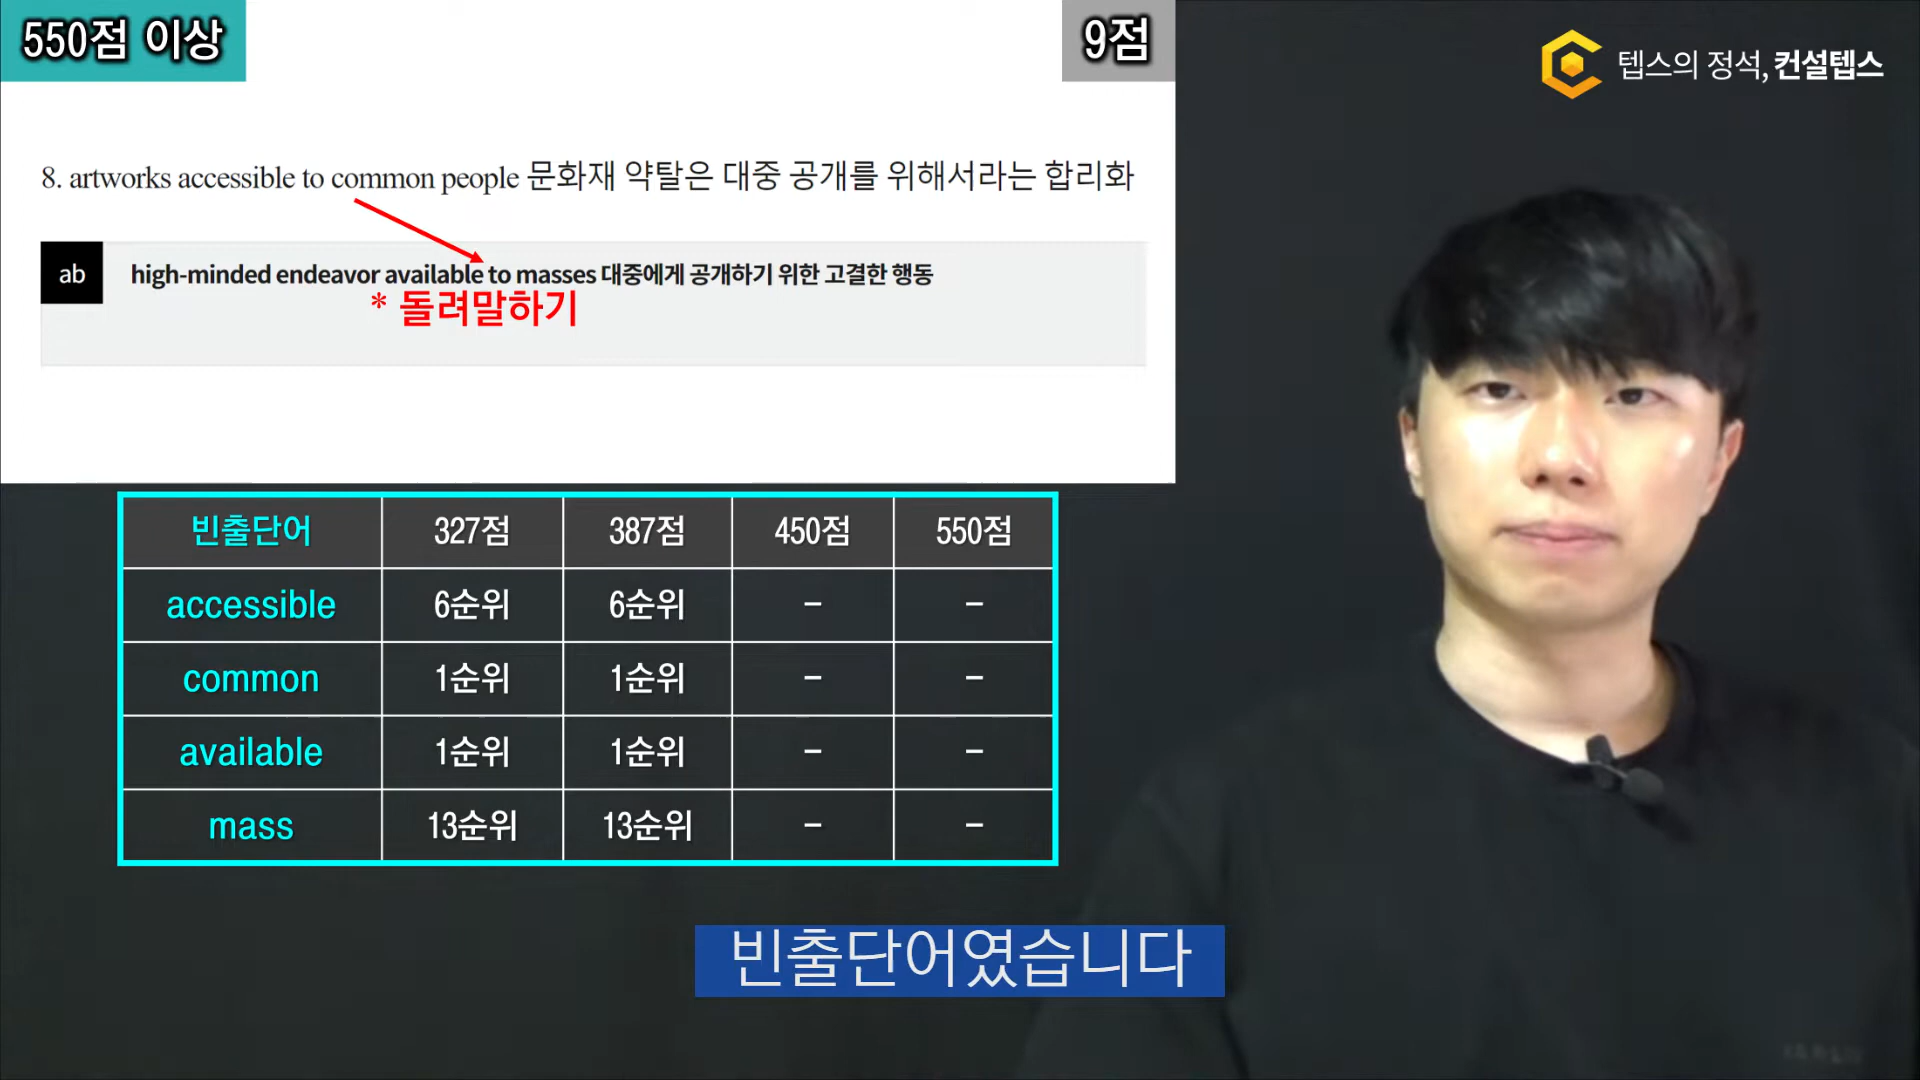 550점 이상
9점
텝스의 정석, 컨설텝스
8. artworks accessible to common people 문화재 약탈은 대중 공개를 위해서라는 합리화
ab high-minded endeavor available to masses 대중에게 공개하기 위한 고결한 행동
* 돌려말하기
빈출단어 327점 387점 450점 550점
accessible 6순위 6순위 - -
common 1순위 1순위 - -
available 1순위 1순위 - -
mass 13순위 13순위 - -
빈출단어였습니다